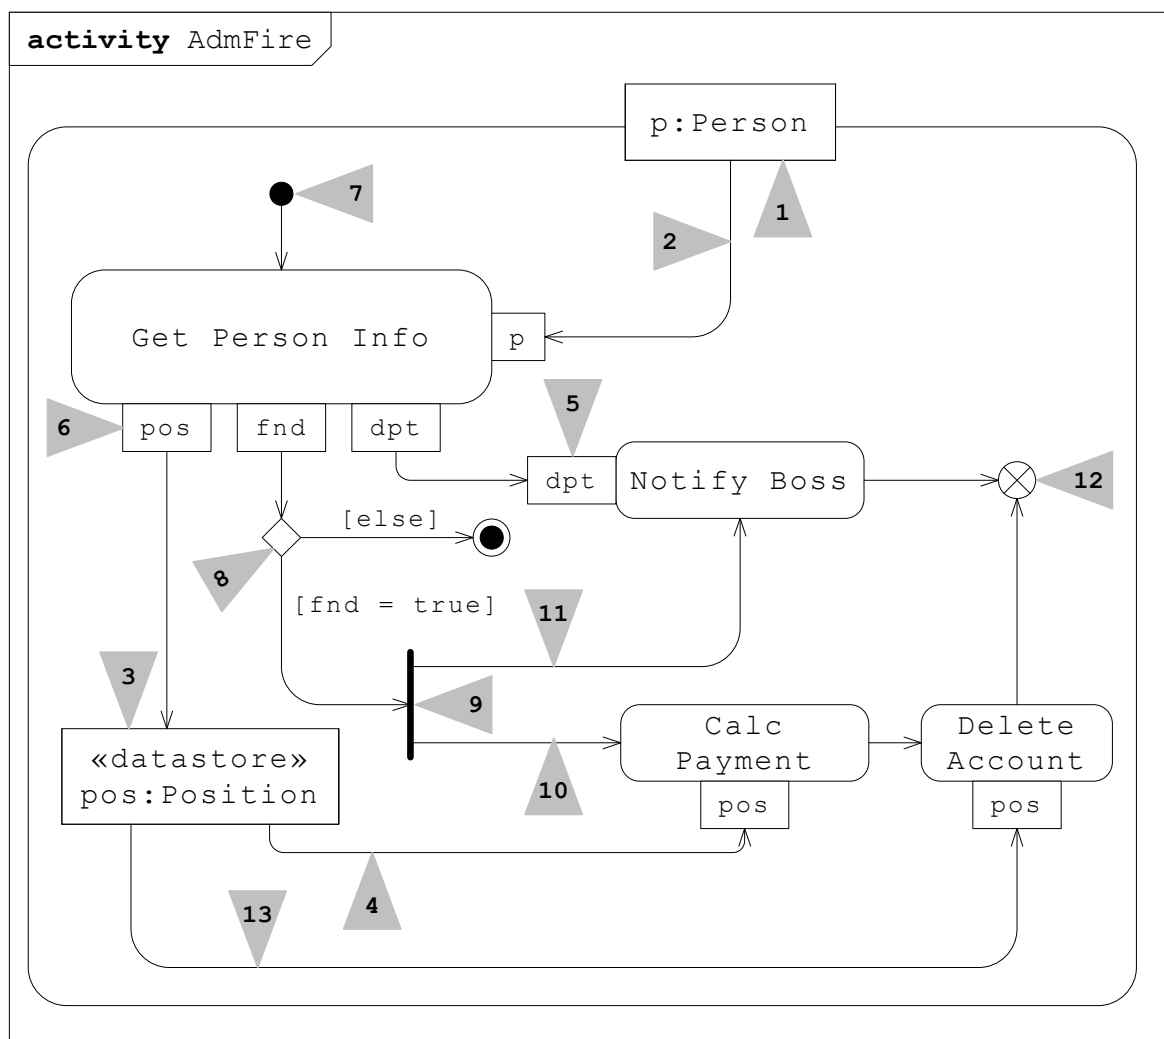 activity AdmFire
p:Person
7
1
2
Get Person Info
p
5
6
pos
fnd
dpt
dpt
Notify Boss
12
[else]
8
[fnd = true]
11
3
9
«datastore»
pos:Position
Calc
Payment
Delete
Account
10
pos
pos
4
13